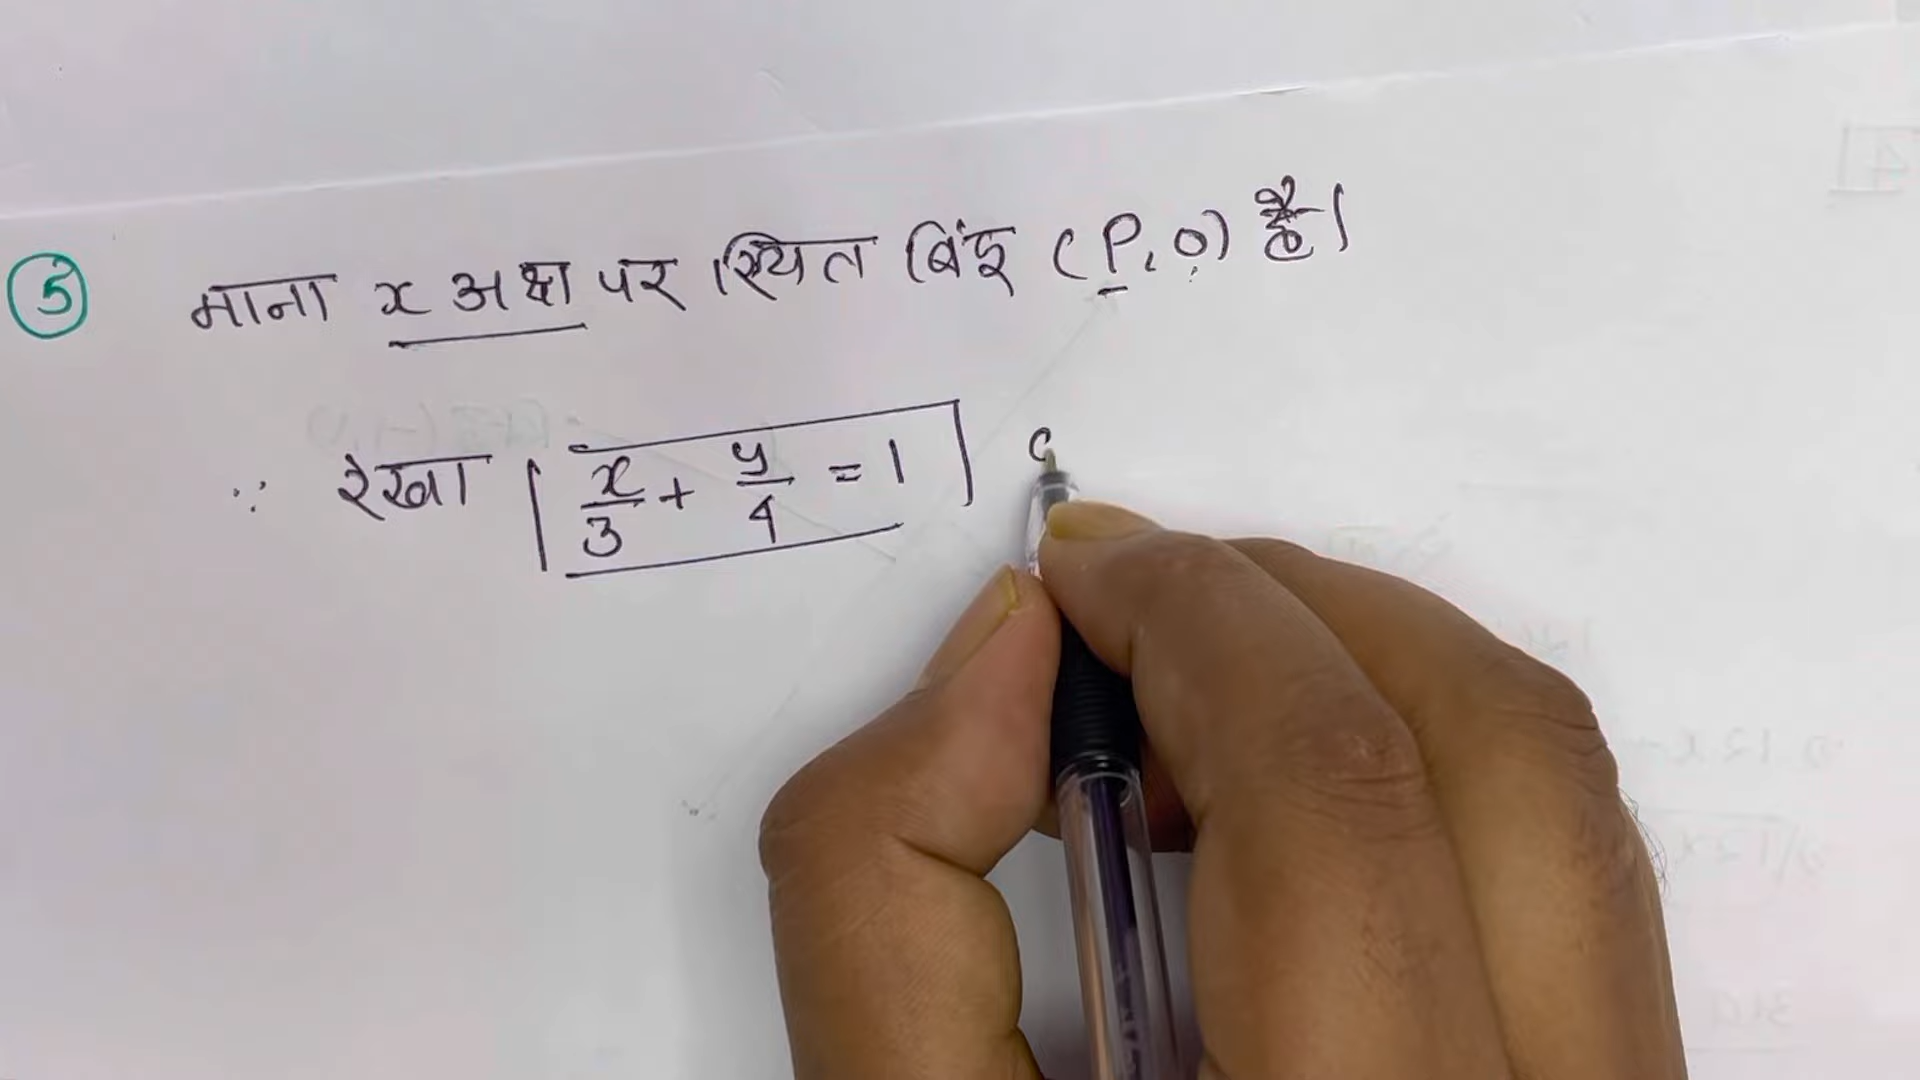 5 माना x अक्ष पर स्थित बिंदु (P, 0) है।
∵ रेखा [x/3 + y/4 = 1]